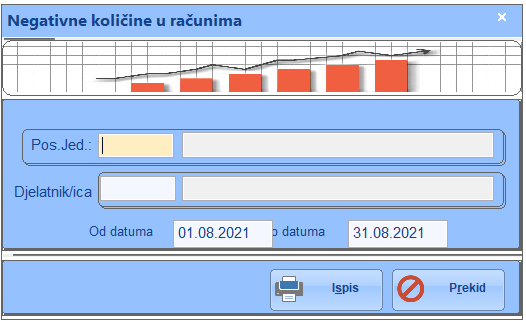 Negativne količine u računima
Pos.Jed.:
Djelatnik/ica
Od datuma 01.08.2021 o datuma 31.08.2021
Ispis Prekid